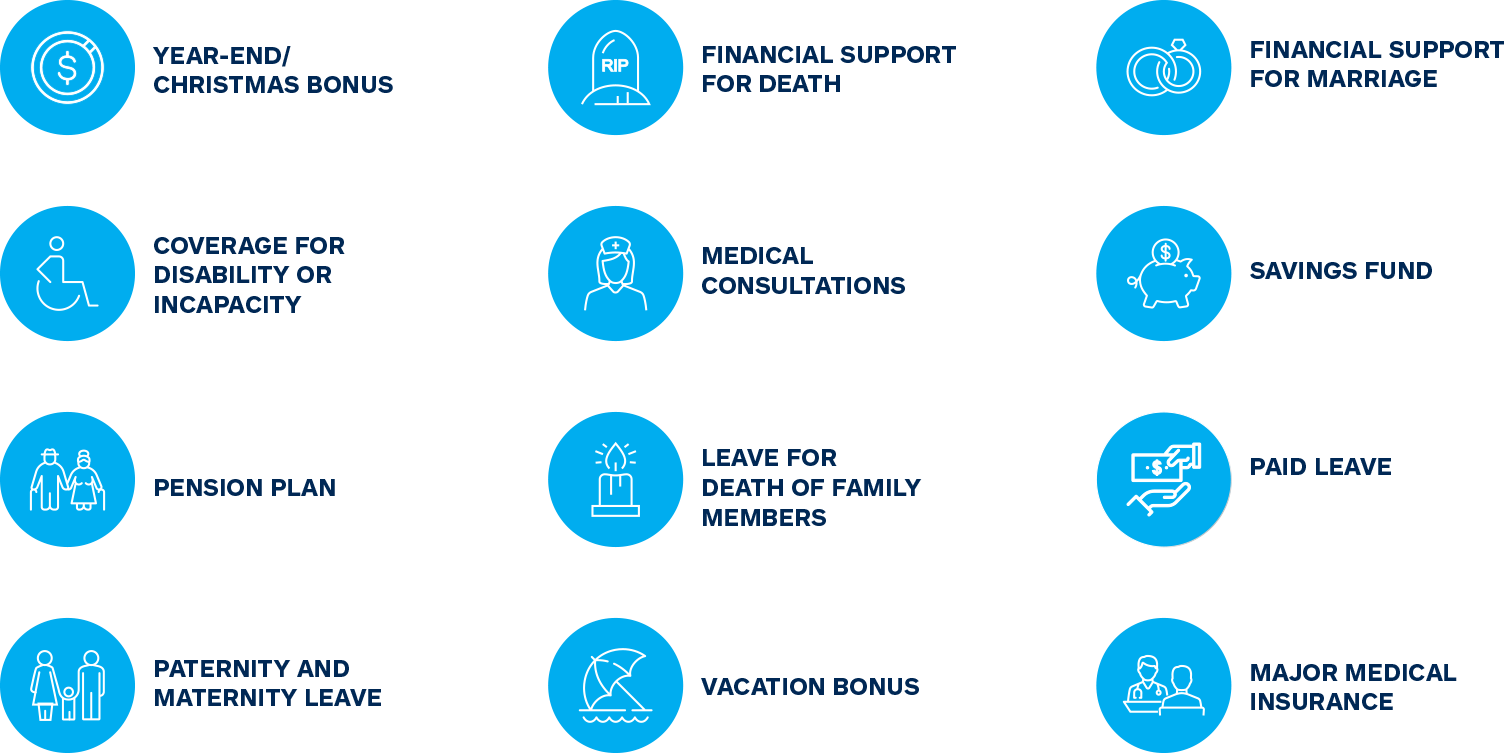 YEAR-END/
CHRISTMAS BONUS
RIP
FINANCIAL SUPPORT
FOR DEATH
FINANCIAL SUPPORT
FOR MARRIAGE
COVERAGE FOR
DISABILITY OR
INCAPACITY
MEDICAL
CONSULTATIONS
$
SAVINGS FUND
PENSION PLAN
LEAVE FOR
DEATH OF FAMILY
MEMBERS
$
PAID LEAVE
PATERNITY AND
MATERNITY LEAVE
VACATION BONUS
MAJOR MEDICAL
INSURANCE